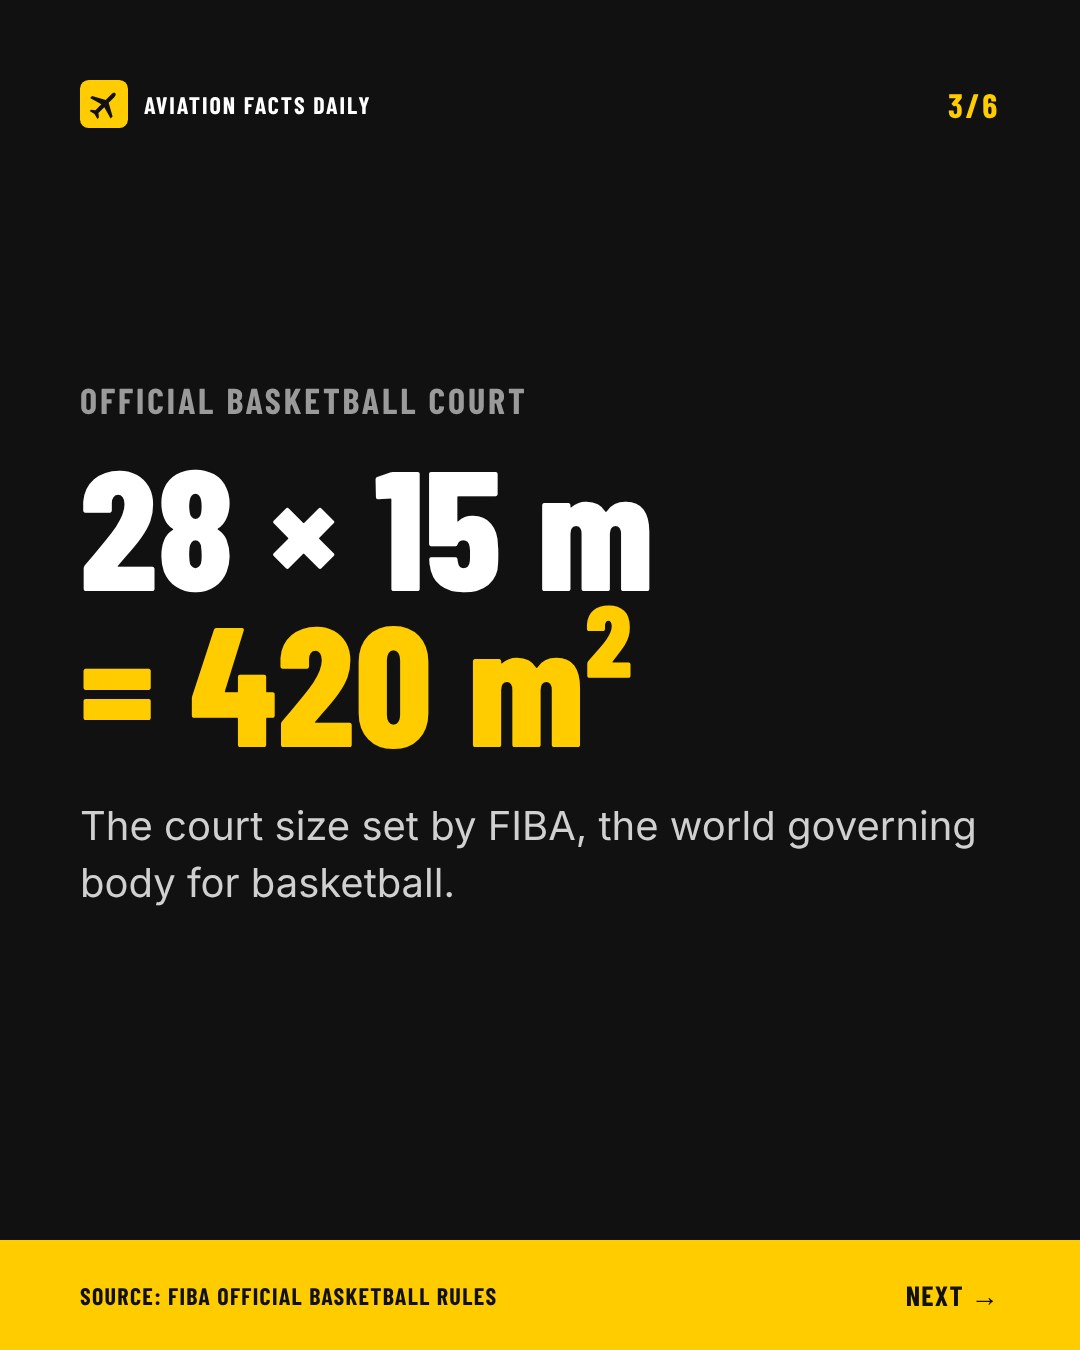 AVIATION FACTS DAILY
3/6
OFFICIAL BASKETBALL COURT
28 × 15 m
= 420 m²
The court size set by FIBA, the world governing
body for basketball.
SOURCE: FIBA OFFICIAL BASKETBALL RULES
NEXT →